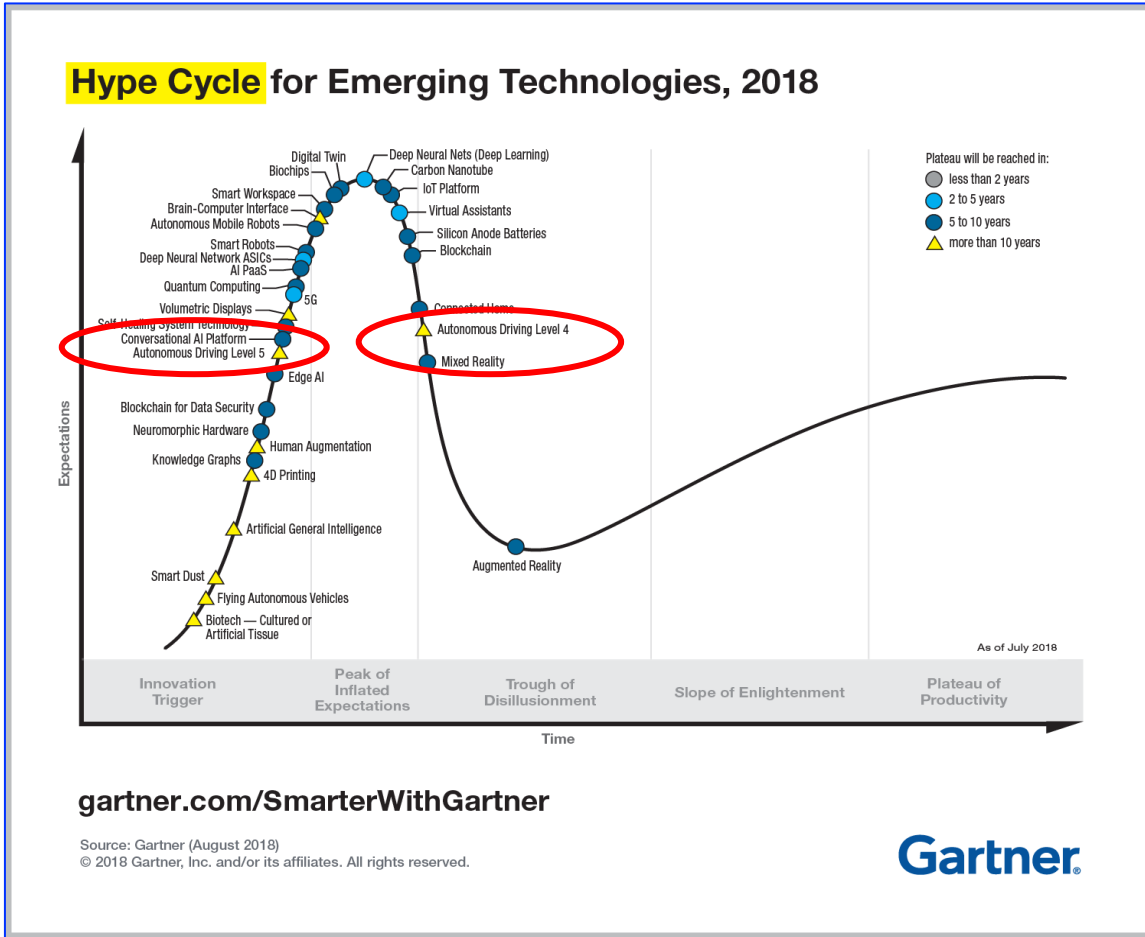 Hype Cycle for Emerging Technologies, 2018
Plateau will be reached in:
less than 2 years
2 to 5 years
5 to 10 years
more than 10 years
Expectations
Digital Twin
Biochips
Smart Workspace
Brain-Computer Interface
Autonomous Mobile Robots
Smart Robots
Deep Neural Network ASICs
AI PaaS
Quantum Computing
5G
Volumetric Displays
Self-Healing System Technology
Conversational AI Platform
Autonomous Driving Level 5
Edge AI
Blockchain for Data Security
Neuromorphic Hardware
Human Augmentation
Knowledge Graphs
4D Printing
Artificial General Intelligence
Smart Dust
Flying Autonomous Vehicles
Biotech — Cultured or
Artificial Tissue
Deep Neural Nets (Deep Learning)
Carbon Nanotube
IoT Platform
Virtual Assistants
Silicon Anode Batteries
Blockchain
Connected Home
Autonomous Driving Level 4
Mixed Reality
Augmented Reality
As of July 2018
Innovation
Trigger
Peak of
Inflated
Expectations
Trough of
Disillusionment
Slope of Enlightenment
Plateau of
Productivity
Time
gartner.com/SmarterWithGartner
Source: Gartner (August 2018)
© 2018 Gartner, Inc. and/or its affiliates. All rights reserved.
Gartner®